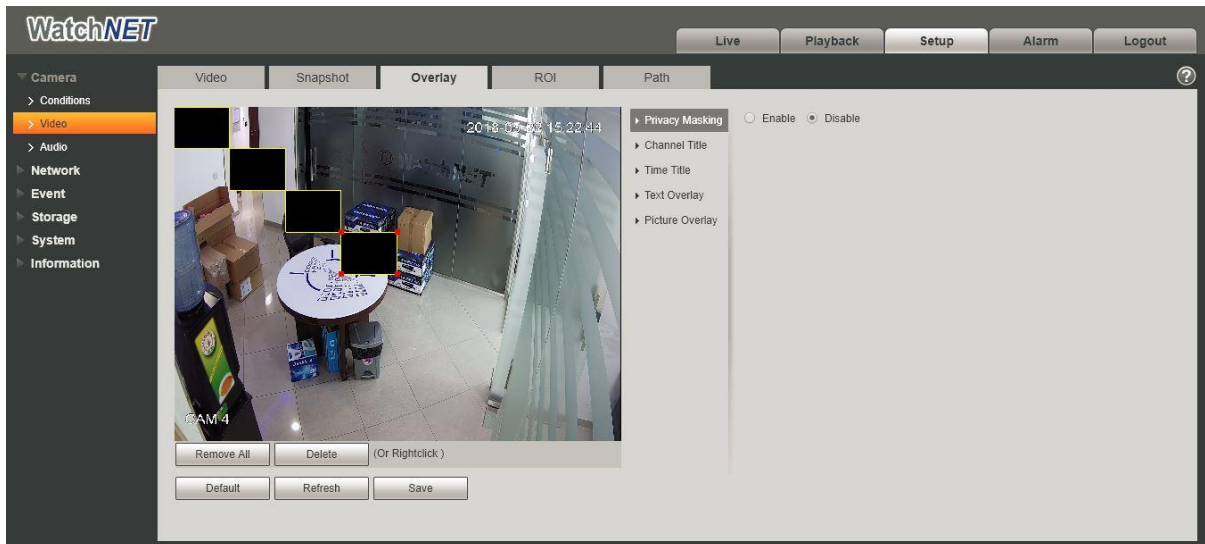 WatchNET
Live
Playback
Setup
Alarm
Logout
Camera
Conditions
Video
Audio
Network
Event
Storage
System
Information
Video
Snapshot
Overlay
ROI
Path
?
15:22:44
CAM 4
Remove All
Delete
(Or Rightclick )
Default
Refresh
Save
Privacy Masking
Channel Title
Time Title
Text Overlay
Picture Overlay
Enable
Disable